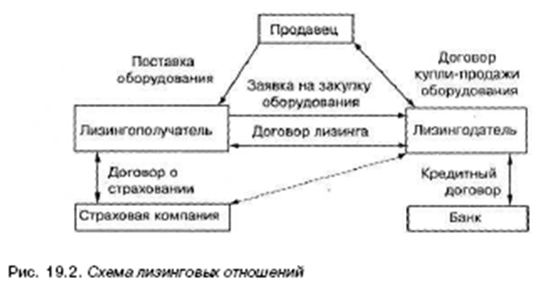 Продавец
Поставка
оборудования
Договор
купли-продажи
оборудования
Заявка на закупку
оборудования
Лизингополучатель
Договор лизинга
Лизингодатель
Договор о
страховании
Кредитный
договор
Страховая компания
Банк
Рис. 19.2. Схема лизинговых отношений